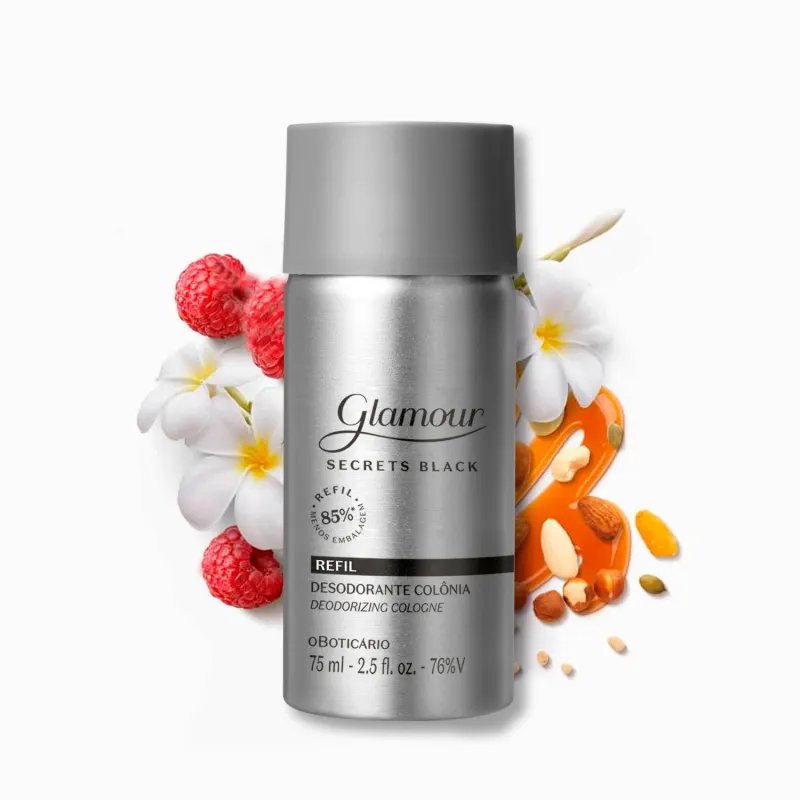 Glamour
SECRETS BLACK
• REFIL •
85%*
MENOS EMBALAGEM
REFIL
DESODORANTE COLÔNIA
DEODORIZING COLOGNE
oBOTICÁRIO
75 ml - 2.5 fl. oz. - 76%V